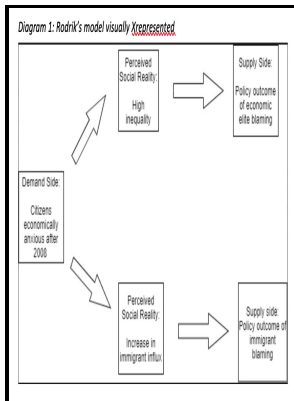 Diagram 1: Rodrik's model visually Xrepresented
Perceived
Social Reality:
High
inequality
Supply Side:
Policy outcome
of economic
elite blaming
Demand Side:
Citizens
economically
anxious after
2008
Perceived
Social Reality:
Increase in
immigrant influx
Supply side:
Policy outcome of
immigrant
blaming